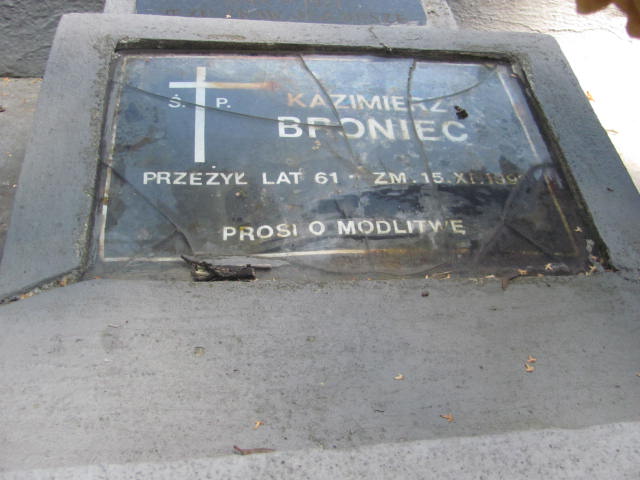 Ś. P.
KAZIMIERZ
BRONIEC
PRZEŻYŁ LAT 61 ZM. 15. XI.
PROSI O MODLITWĘ